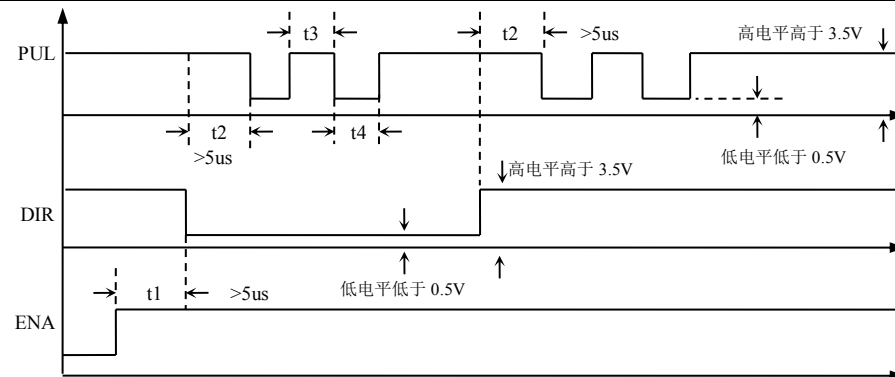 t3
t2
>5us
高电平高于 3.5V
PUL
t2
t4
>5us
低电平低于 0.5V
高电平高于 3.5V
DIR
t1
>5us
低电平低于 0.5V
ENA